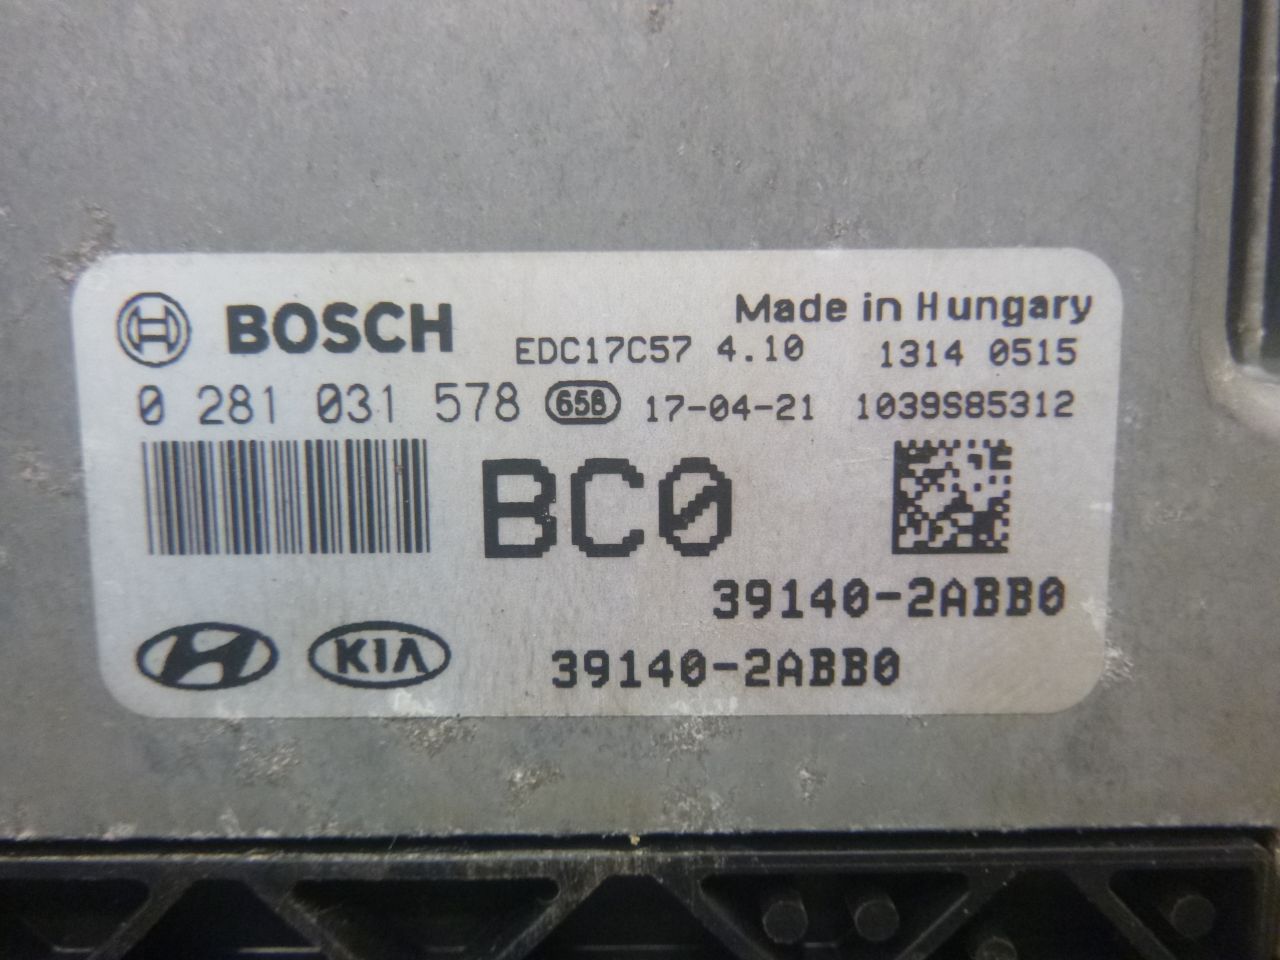 BOSCH
Made in Hungary
EDC17C57 4.10 1314 0515
0 281 031 578 658 17-04-21 1039S85312
BC0
39140-2ABB0
KIA 39140-2ABB0